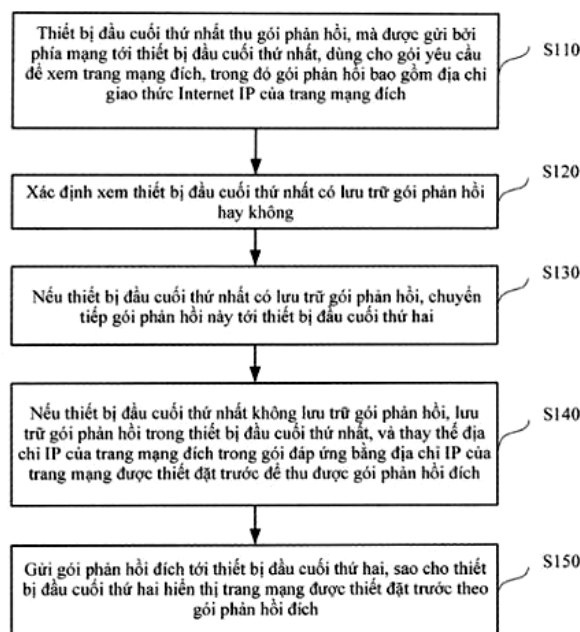 Thiết bị đầu cuối thứ nhất thu gói phản hồi, mà được gửi bởi
phía mạng tới thiết bị đầu cuối thứ nhất, dùng cho gói yêu cầu
để xem trang mạng đích, trong đó gói phản hồi bao gồm địa chỉ
giao thức Internet IP của trang mạng đích
S110
Xác định xem thiết bị đầu cuối thứ nhất có lưu trữ gói phản hồi
hay không
S120
Nếu thiết bị đầu cuối thứ nhất có lưu trữ gói phản hồi, chuyển
tiếp gói phản hồi này tới thiết bị đầu cuối thứ hai
S130
Nếu thiết bị đầu cuối thứ nhất không lưu trữ gói phản hồi, lưu
trữ gói phản hồi trong thiết bị đầu cuối thứ nhất, và thay thế địa
chỉ IP của trang mạng đích trong gói đáp ứng bằng địa chỉ IP của
trang mạng được thiết đặt trước để thu được gói phản hồi đích
S140
Gửi gói phản hồi đích tới thiết bị đầu cuối thứ hai, sao cho thiết
bị đầu cuối thứ hai hiển thị trang mạng được thiết đặt trước theo
gói phản hồi đích
S150